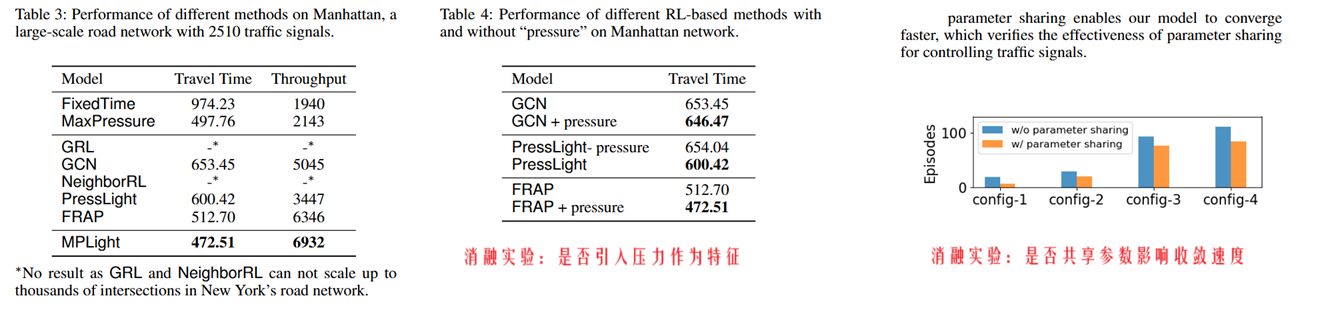 Table 3: Performance of different methods on Manhattan, a
large-scale road network with 2510 traffic signals.
Model Travel Time Throughput
FixedTime 974.23 1940
MaxPressure 497.76 2143
GRL -* -*
GCN 653.45 5045
NeighborRL -* -*
PressLight 600.42 3447
FRAP 512.70 6346
MPLight 472.51 6932
*No result as GRL and NeighborRL can not scale up to
thousands of intersections in New York's road network.
Table 4: Performance of different RL-based methods with
and without “pressure” on Manhattan network.
Model Travel Time
GCN 653.45
GCN + pressure 646.47
PressLight- pressure 654.04
PressLight 600.42
FRAP 512.70
FRAP + pressure 472.51
消融实验：是否引入压力作为特征
parameter sharing enables our model to converge
faster, which verifies the effectiveness of parameter sharing
for controlling traffic signals.
w/o parameter sharing
w/ parameter sharing
Episodes
100
0
config-1 config-2 config-3 config-4
消融实验：是否共享参数影响收敛速度